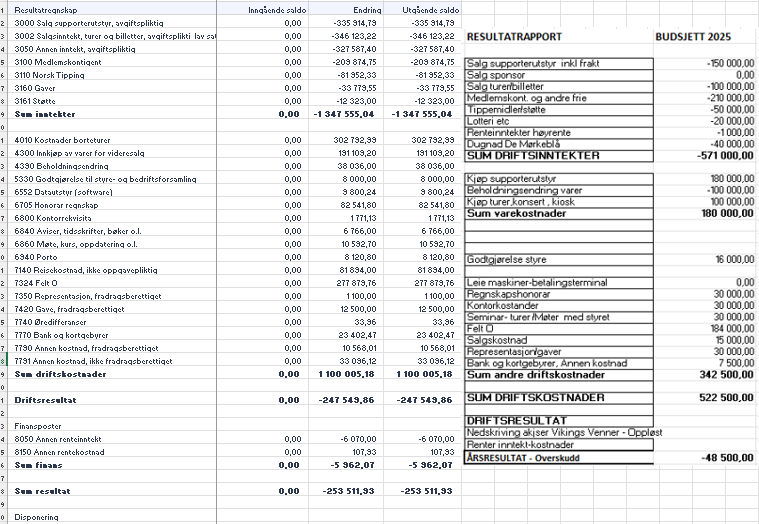 Resultatregnskap Inngående saldo Endring Utgående saldo
3000 Salg supporterutstyr, avgiftspliktig 0,00 -335 914,79 -335 914,79
3002 Salgsinntekt, turer og billetter, avgiftsplikti lav sat 0,00 -346 123,22 -346 123,22
3050 Annen inntekt, avgiftspliktig 0,00 -327 587,40 -327 587,40
3100 Medlemskontigent 0,00 -209 874,75 -209 874,75
3110 Norsk Tipping 0,00 -81 952,33 -81 952,33
3160 Gaver 0,00 -33 779,55 -33 779,55
3161 Støtte 0,00 -12 323,00 -12 323,00
Sum inntekter 0,00 -1 347 555,04 -1 347 555,04
4010 Kostnader borteturer 0,00 302 792,99 302 792,99
4300 Innkjøp av varer for videresalg 0,00 191 109,20 191 109,20
4390 Beholdningsendring 0,00 38 036,00 38 036,00
5330 Godtgjørelse til styre- og bedriftsforsamling 0,00 8 000,00 8 000,00
6552 Datautstyr (software) 0,00 9 800,24 9 800,24
6705 Honorar regnskap 0,00 82 541,80 82 541,80
6800 Kontorrekvisita 0,00 1 771,13 1 771,13
6840 Aviser, tidsskrifter, bøker o.l. 0,00 6 766,00 6 766,00
6860 Møte, kurs, oppdatering o.l. 0,00 10 592,70 10 592,70
6940 Porto 0,00 8 120,80 8 120,80
7140 Reisekostnad, ikke oppgavepliktig 0,00 81 894,00 81 894,00
7324 Felt O 0,00 277 879,76 277 879,76
7350 Representasjon, fradragsberettiget 0,00 1 100,00 1 100,00
7420 Gave, fradragsberettiget 0,00 12 500,00 12 500,00
7740 Øredifferanser 0,00 33,96 33,96
7770 Bank og kortgebyrer 0,00 23 402,47 23 402,47
7790 Annen kostnad, fradragsberettiget 0,00 10 568,01 10 568,01
7791 Annen kostnad, ikke fradragsberettiget 0,00 33 096,12 33 096,12
Sum driftskostnader 0,00 1 100 005,18 1 100 005,18
Driftsresultat 0,00 -247 549,86 -247 549,86
Finansposter
8050 Annen renteinntekt 0,00 -6 070,00 -6 070,00
8150 Annen rentekostnad 0,00 107,93 107,93
Sum finans 0,00 -5 962,07 -5 962,07
Sum resultat 0,00 -253 511,93 -253 511,93
Disponering
RESULTATRAPPORT BUDSJETT 2025
Salg supporterutstyr inkl frakt -150 000,00
Salg sponsor 0,00
Salg turer/billetter -100 000,00
Medlemskont. og andre frie -210 000,00
Tippemidler/støtte -50 000,00
Lotteri etc -20 000,00
Renteinntekter høyrente -1 000,00
Dugnad De Mørkeblå -40 000,00
SUM DRIFTSINNTEKTER -571 000,00
Kjøp supporterutstyr 180 000,00
Beholdningsendring varer -100 000,00
Kjøp turer,konsert , kiosk 100 000,00
Sum varekostnader 180 000,00
Godtgjørelse styre 16 000,00
Leie maskiner-betalingsterminal 0,00
Regnskapshonorar 30 000,00
Kontorkostander 30 000,00
Seminar- turer /Møter med styret 30 000,00
Felt O 184 000,00
Salgskostnad 15 000,00
Representasjon/gaver 30 000,00
Bank og kortgebyrer, Annen kostnad 7 500,00
Sum andre driftskostnader 342 500,00
SUM DRIFTSKOSTNADER 522 500,00
DRIFTSRESULTAT
Nedskriving aksjer Vikings Venner - Oppløst
Renter inntekt-kostnader
ÅRSRESULTAT - Overskudd -48 500,00